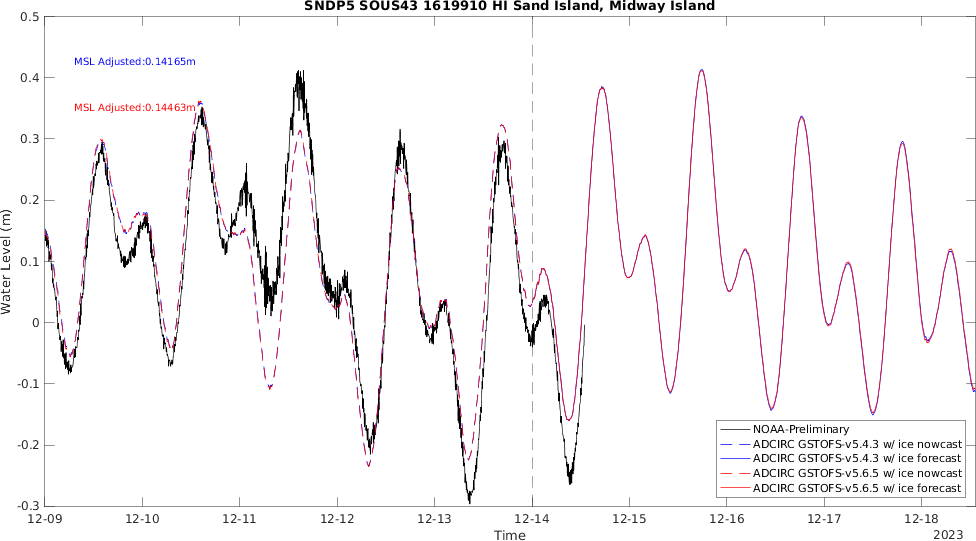 SNDP5 SOUS43 1619910 HI Sand Island, Midway Island
0.5
0.4
0.3
0.2
0.1
0
-0.1
-0.2
-0.3
Water Level (m)
MSL Adjusted:0.14165m
MSL Adjusted:0.14463m
NOAA-Preliminary
ADCIRC GSTOFS-v5.4.3 w/ ice nowcast
ADCIRC GSTOFS-v5.4.3 w/ ice forecast
ADCIRC GSTOFS-v5.6.5 w/ ice nowcast
ADCIRC GSTOFS-v5.6.5 w/ ice forecast
12-09 12-10 12-11 12-12 12-13 12-14 12-15 12-16 12-17 12-18
Time
2023